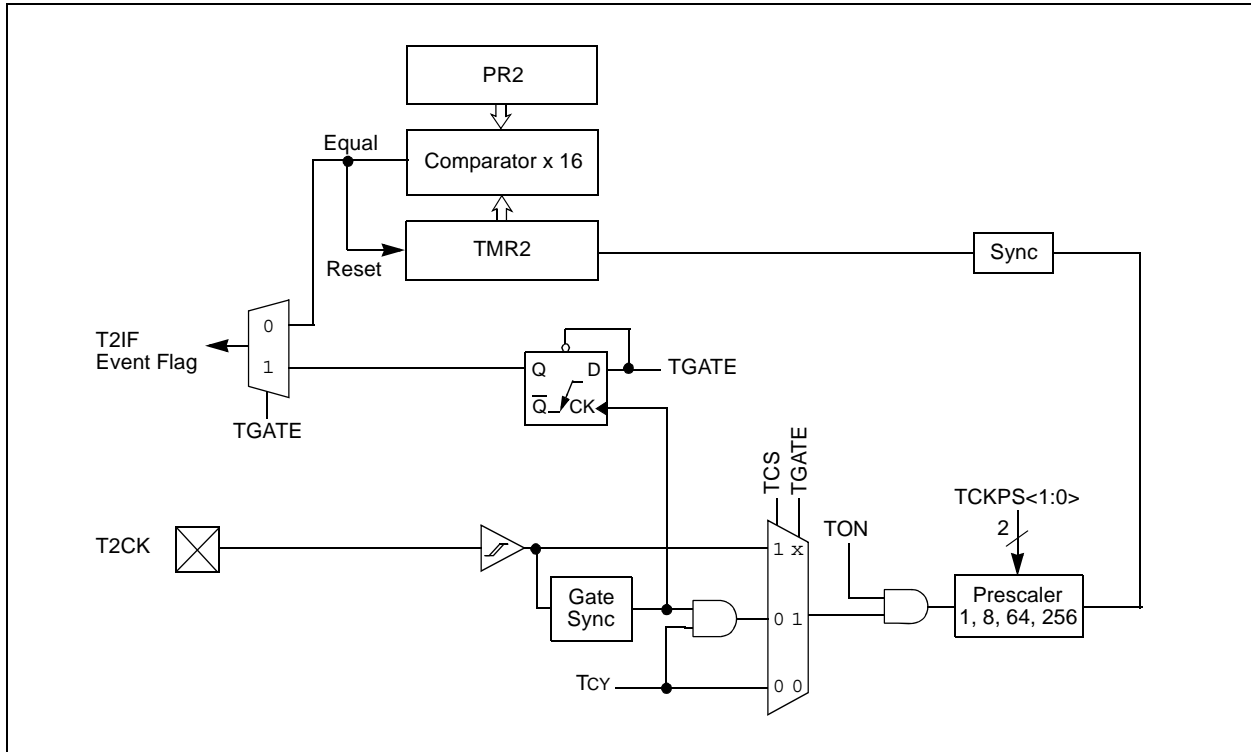 PR2
Equal
Comparator x 16
TMR2
Reset
Sync
0
T2IF
Event Flag
1
Q D
TGATE
Q CK
TGATE
TCS
TGATE
TCKPS<1:0>
2
TON
T2CK
1 x
Gate
Sync
0 1
Prescaler
1, 8, 64, 256
TCY
0 0